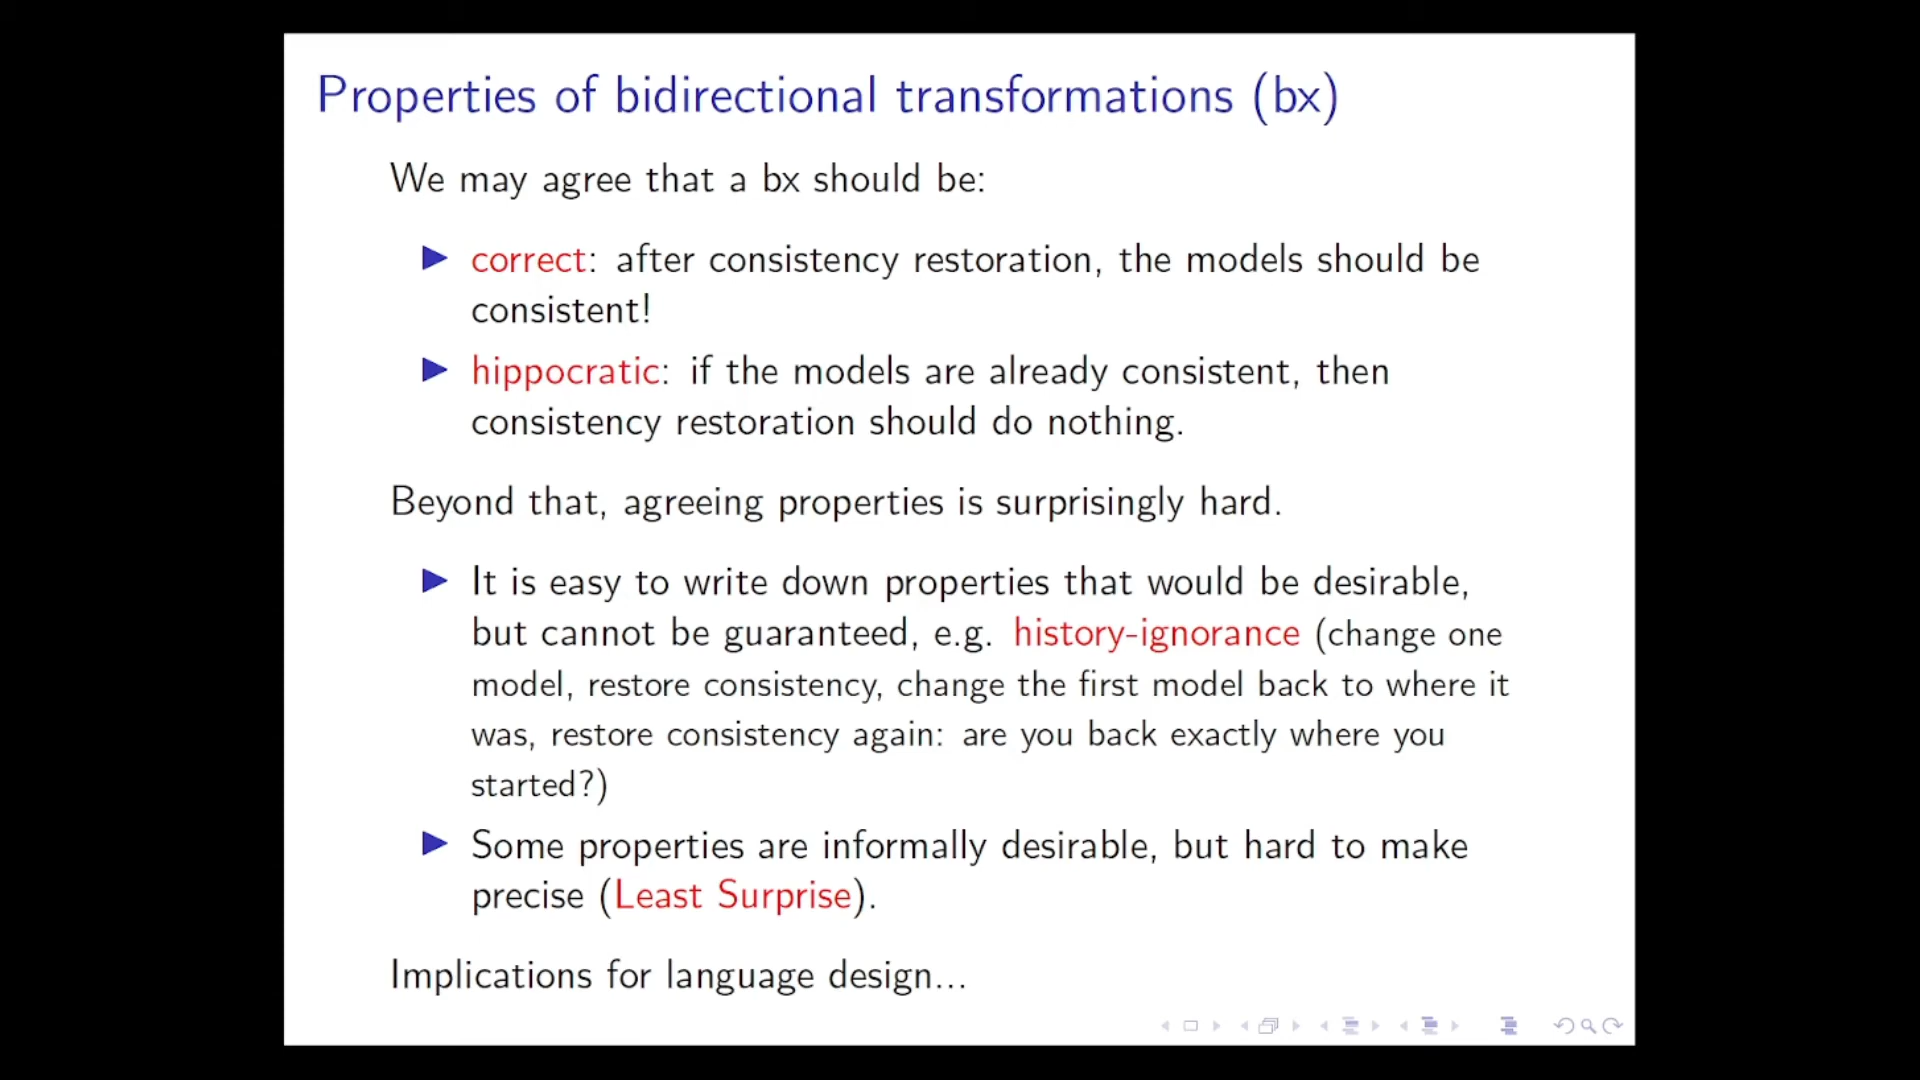 Properties of bidirectional transformations (bx)
We may agree that a bx should be:
correct: after consistency restoration, the models should be
consistent!
hippocratic: if the models are already consistent, then
consistency restoration should do nothing.
Beyond that, agreeing properties is surprisingly hard.
It is easy to write down properties that would be desirable,
but cannot be guaranteed, e.g. history-ignorance (change one
model, restore consistency, change the first model back to where it
was, restore consistency again: are you back exactly where you
started?)
Some properties are informally desirable, but hard to make
precise (Least Surprise).
Implications for language design...